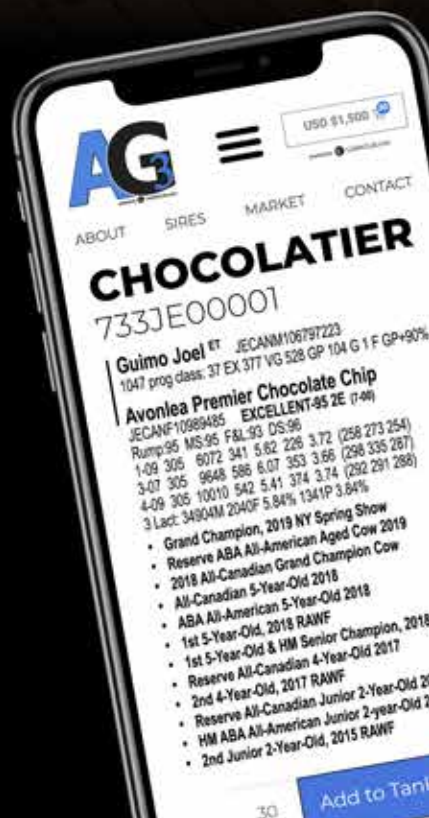 AG3
USD $1,500
ABOUT SIRES MARKET CONTACT
CHOCOLATIER
733JE00001
Guimo Joel ET JECANM106797223
1047 prog class: 37 EX 377 VG 528 GP 104 G 1 F GP+90%
Avonlea Premier Chocolate Chip
JECANF10989485 EXCELLENT-95 2E (7-00)
Rump:95 MS:95 F&L:93 DS:96
1-09 305 6072 341 5.62 226 3.72 (258 273 254)
3-07 305 9648 586 6.07 353 3.66 (298 335 287)
4-09 305 10010 542 5.41 374 3.74 (292 291 288)
3 Lact: 34904M 2040F 5.84% 1341P 3.84%
• Grand Champion, 2019 NY Spring Show
• Reserve ABA All-American Aged Cow 2019
• 2018 All-Canadian Grand Champion Cow
• All-Canadian 5-Year-Old 2018
• ABA All-American 5-Year-Old 2018
• 1st 5-Year-Old, 2018 RAWF
• 1st 5-Year-Old & HM Senior Champion, 2018
• Reserve All-Canadian 4-Year-Old 2017
• 2nd 4-Year-Old, 2017 RAWF
• Reserve All-Canadian Junior 2-Year-Old
• HM ABA All-American Junior 2-year-Old
• 2nd Junior 2-Year-Old, 2015 RAWF
30 Add to Tank